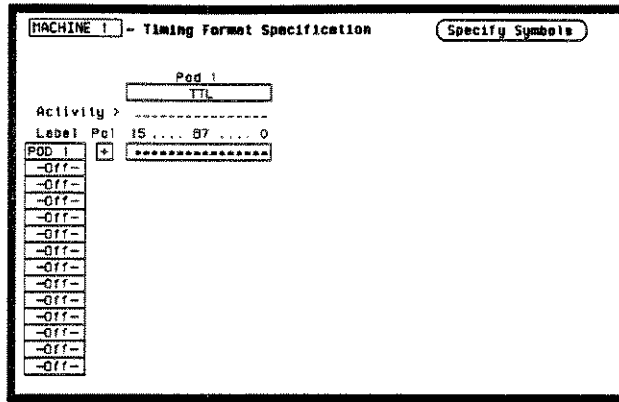 MACHINE 1 - Timing Format Specification Specify Symbols
Pod 1
TTL
Activity > ----------------
Label Pol 15 .... 87 .... 0
POD 1 + ****************
-Off-
-Off-
-Off-
-Off-
-Off-
-Off-
-Off-
-Off-
-Off-
-Off-
-Off-
-Off-
-Off-